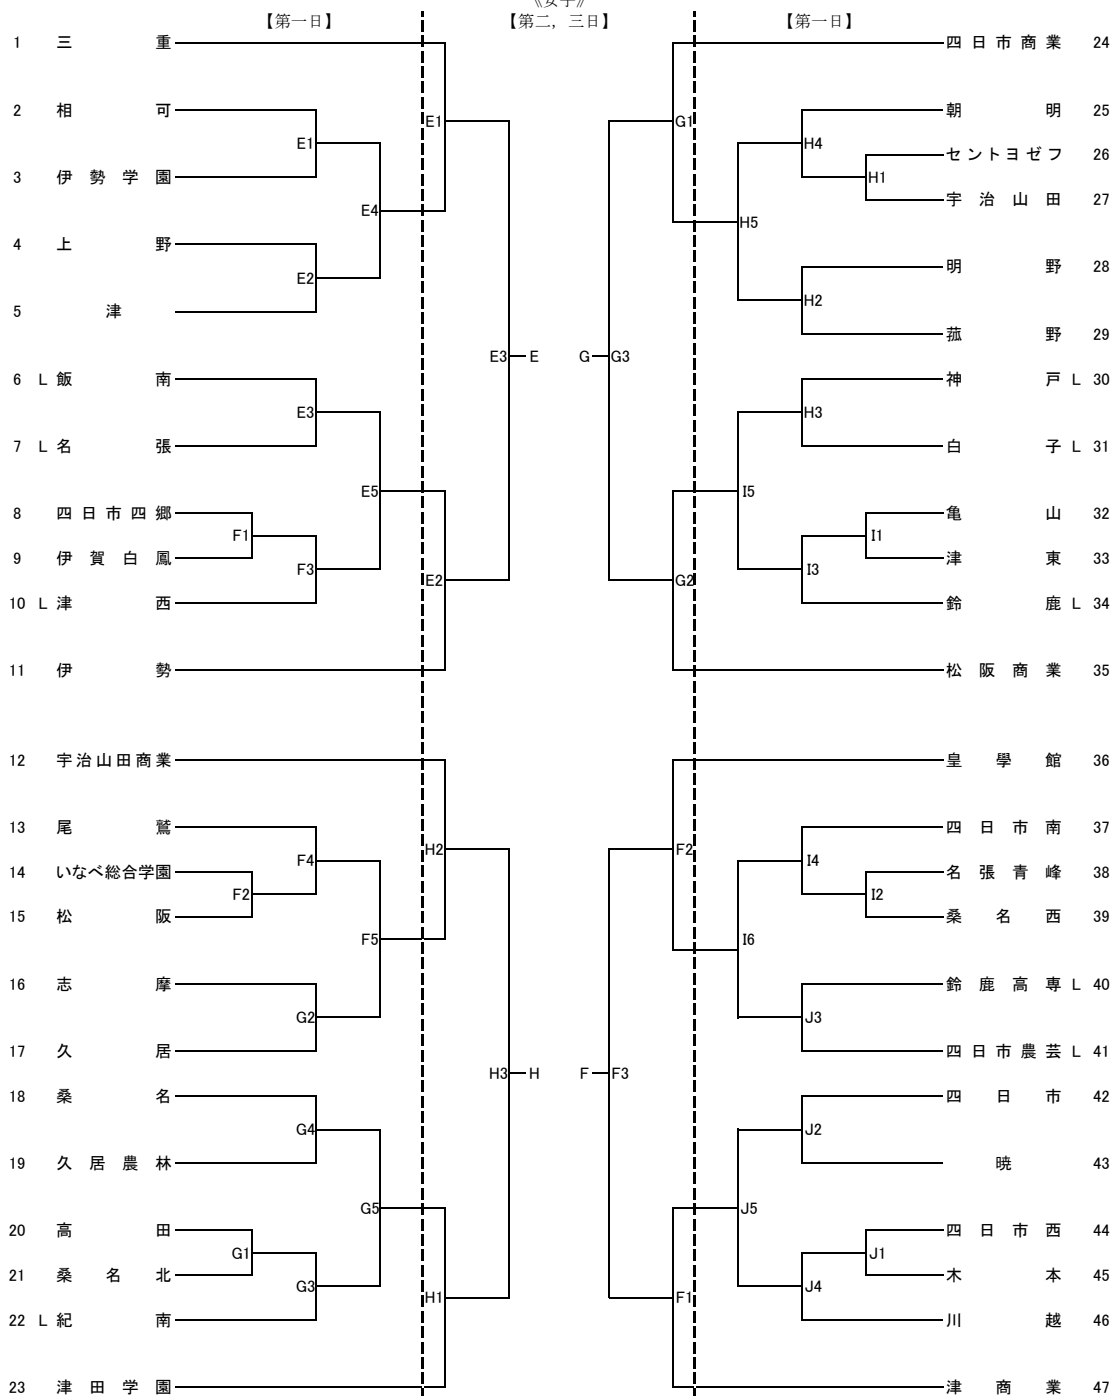 《女子》
【第一日】 【第二，三日】 【第一日】
1 三重 四日市商業 24
2 相可 朝明 25
E1 G1
E1 H4
セントヨゼフ 26
3 伊勢学園 H1
宇治山田 27
E4 H5
4 上野 明野 28
E2 H2
5 津 菰野 29
E3 E G G3
6 L 飯南 神戸 L 30
E3 H3
7 L 名張 白子 L 31
E5 I5
8 四日市四郷 亀山 32
F1 I1
9 伊賀白鳳 津東 33
F3 E2 G2 I3
10 L 津西 鈴鹿 L 34
11 伊勢 松阪商業 35
12 宇治山田商業 皇學館 36
13 尾鷲 四日市南 37
F4 H2 F2 I4
14 いなべ総合学園 名張青峰 38
F2 I2
15 松阪 桑名西 39
F5 I6
16 志摩 鈴鹿高専 L 40
G2 J3
17 久居 四日市農芸 L 41
H3 H F F3
18 桑名 四日市 42
G4 J2
19 久居農林 暁 43
G5 J5
20 高田 四日市西 44
G1 J1
21 桑名北 木本 45
G3 H1 F1 J4
22 L 紀南 川越 46
23 津田学園 津商業 47